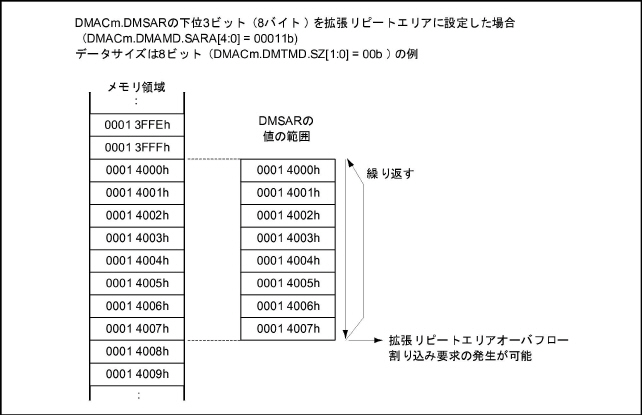 DMACm.DMSARの下位3ビット（8バイト）を拡張リピートエリアに設定した場合
（DMACm.DMAMD.SARA[4:0] = 00011b)
データサイズは8ビット（DMACm.DMTMD.SZ[1:0] = 00b ）の例
メモリ領域
:
0001 3FFEh
0001 3FFFh
0001 4000h
0001 4001h
0001 4002h
0001 4003h
0001 4004h
0001 4005h
0001 4006h
0001 4007h
0001 4008h
0001 4009h
:
DMSARの
値の範囲
0001 4000h
0001 4001h
0001 4002h
0001 4003h
0001 4004h
0001 4005h
0001 4006h
0001 4007h
繰り返す
拡張リピートエリアオーバフロー
割り込み要求の発生が可能